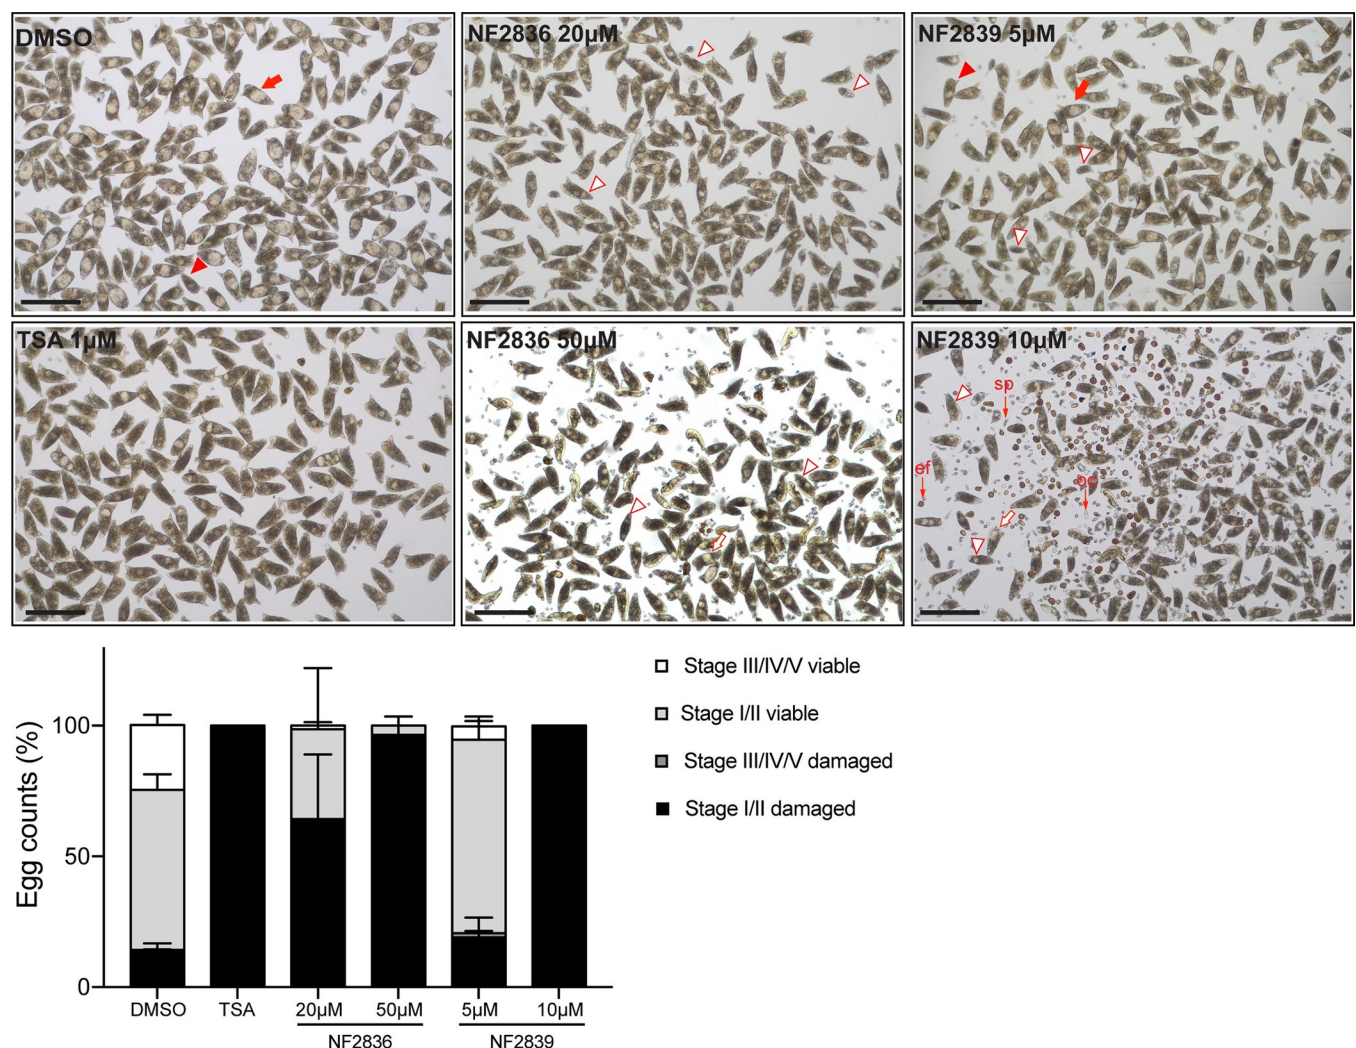 DMSO
NF2836 20µM
NF2839 5µM
TSA 1µM
NF2836 50µM
NF2839 10µM
sp
ef
oc
Egg counts (%)
100
50
0
DMSO
TSA
20µM
50µM
5µM
10µM
NF2836
NF2839
Stage III/IV/V viable
Stage I/II viable
Stage III/IV/V damaged
Stage I/II damaged